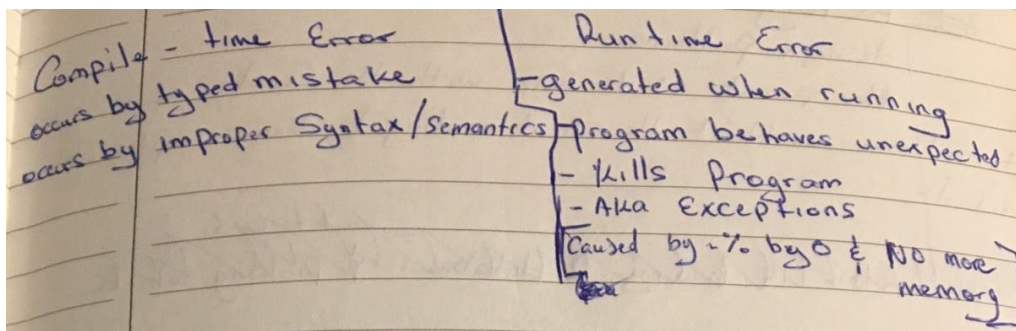 Compile - time Error
occurs by typed mistake
occurs by improper Syntax/Semantics
Runtime Error
- generated when running
- program behaves unexpected
- Kills Program
- AKa Exceptions
Caused by -% by 0 & No more
memory